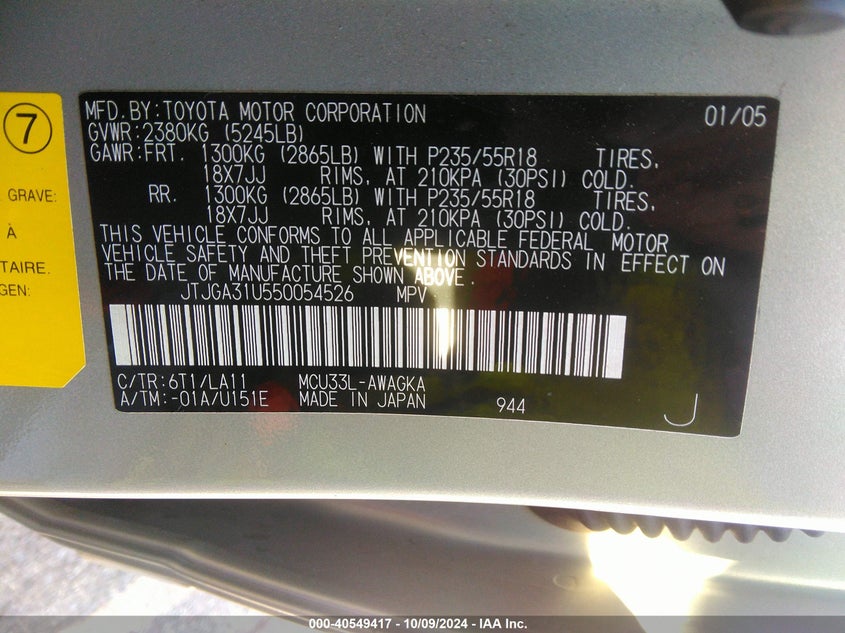 7
GRAVE:
À
TAIRE.
GEN:
MFD.BY:TOYOTA MOTOR CORPORATION 01/05
GVWR:2380KG (5245LB)
GAWR:FRT. 1300KG (2865LB) WITH P235/55R18 TIRES,
18X7JJ RIMS, AT 210KPA (30PSI) COLD.
RR. 1300KG (2865LB) WITH P235/55R18 TIRES,
18X7JJ RIMS, AT 210KPA (30PSI) COLD.
THIS VEHICLE CONFORMS TO ALL APPLICABLE FEDERAL MOTOR
VEHICLE SAFETY AND THEFT PREVENTION STANDARDS IN EFFECT ON
THE DATE OF MANUFACTURE SHOWN ABOVE.
JTJGA31U550054526 MPV
C/TR:6T1/LA11 MCU33L-AWAGKA
A/TM:-01A/U151E MADE IN JAPAN 944 J
000-40549417 - 10/09/2024 - IAA Inc.